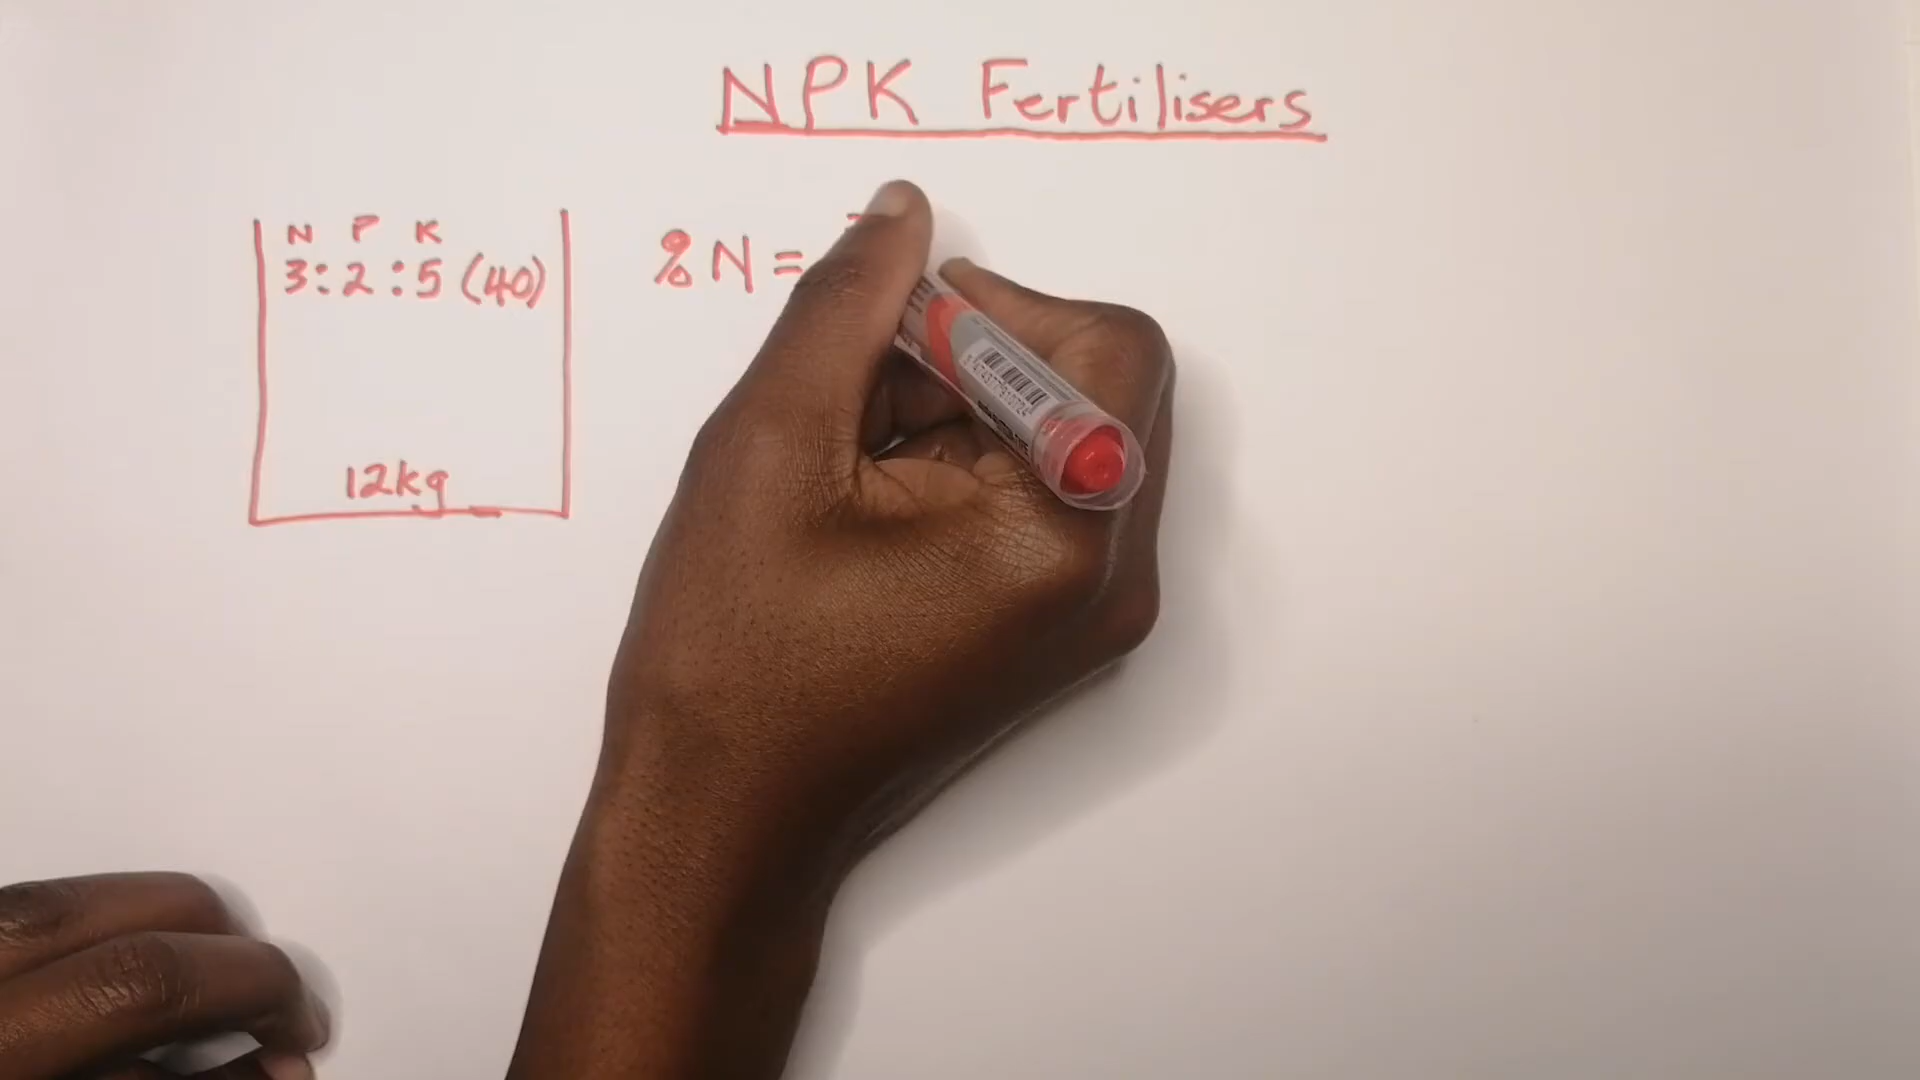 NPK Fertilisers
N P K
3:2:5 (40)
% N =
12kg